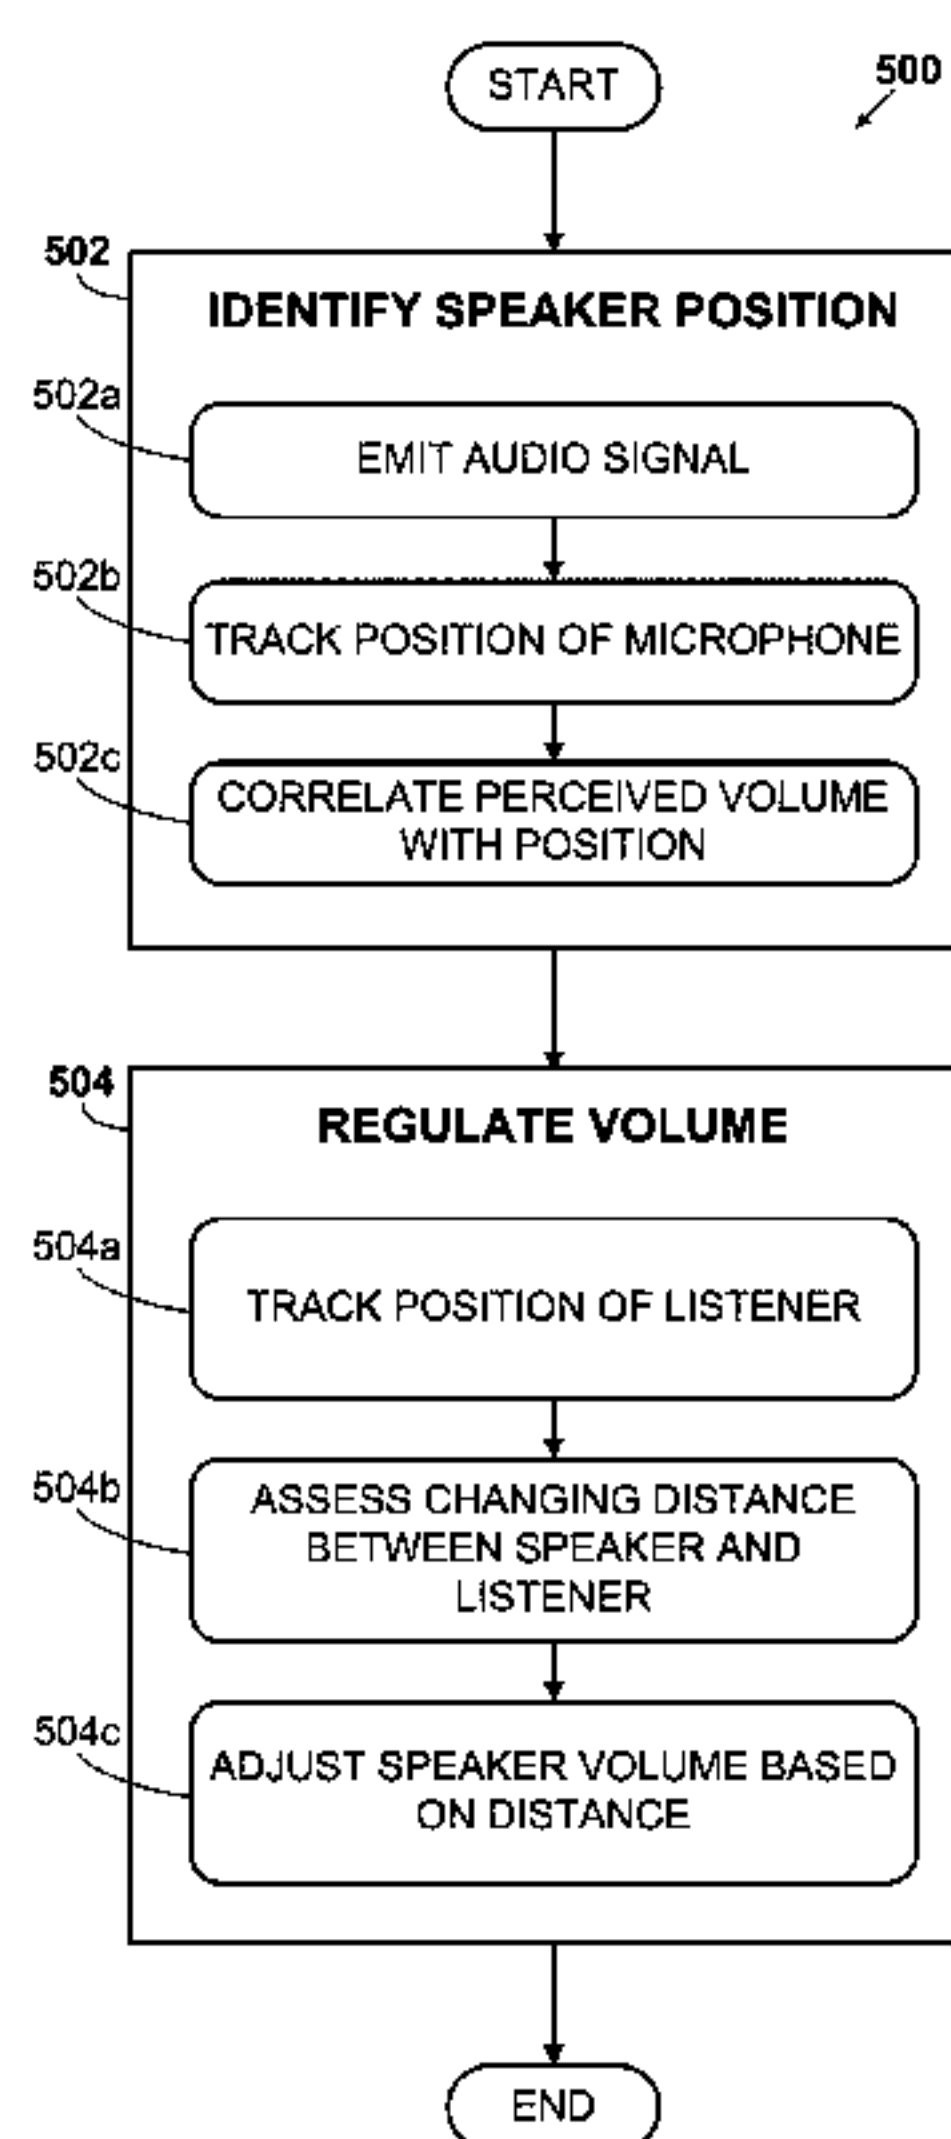 START
500
502
IDENTIFY SPEAKER POSITION
502a
EMIT AUDIO SIGNAL
502b
TRACK POSITION OF MICROPHONE
502c
CORRELATE PERCEIVED VOLUME
WITH POSITION
504
REGULATE VOLUME
504a
TRACK POSITION OF LISTENER
504b
ASSESS CHANGING DISTANCE
BETWEEN SPEAKER AND
LISTENER
504c
ADJUST SPEAKER VOLUME BASED
ON DISTANCE
END